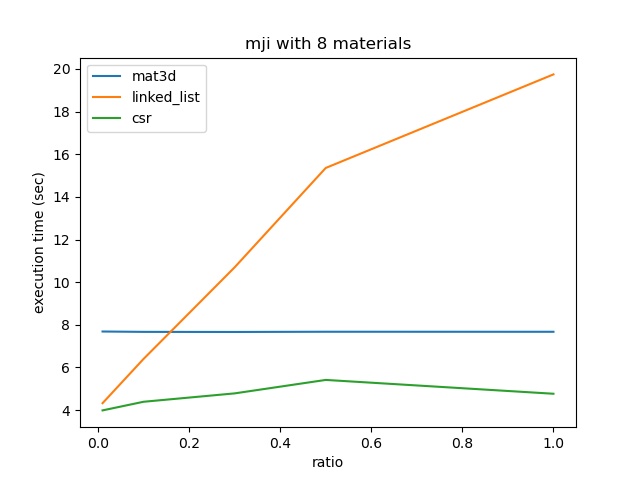 mji with 8 materials
mat3d
linked_list
csr
execution time (sec)
20
18
16
14
12
10
8
6
4
0.0 0.2 0.4 0.6 0.8 1.0
ratio